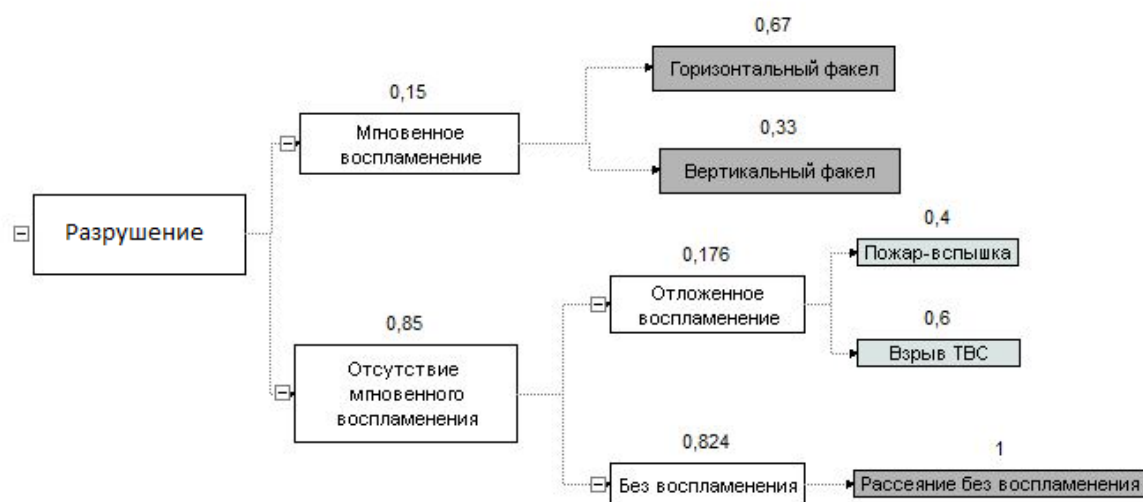 0,67
Горизонтальный факел
0,15
Мгновенное
воспламенение
0,33
Вертикальный факел
Разрушение
0,4
Пожар-вспышка
0,176
Отложенное
воспламенение
0,85
0,6
Взрыв ТВС
Отсутствие
мгновенного
воспламенения
0,824
1
Без воспламенения
Рассеяние без воспламенения